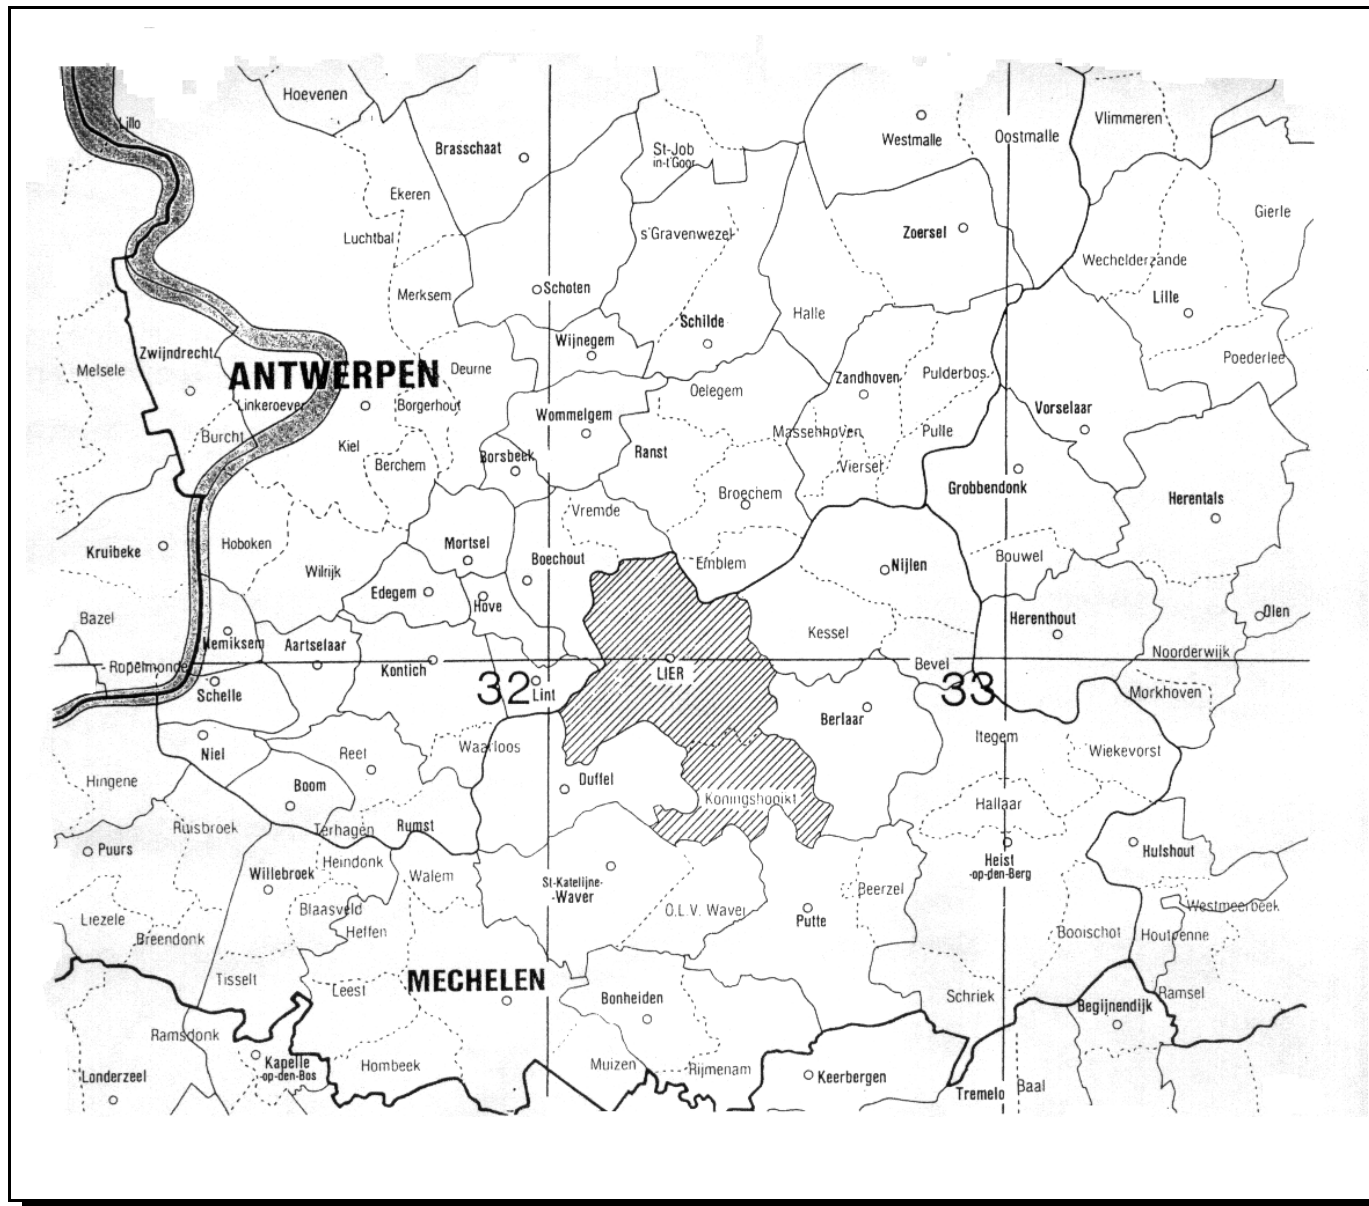 Hoevenen
Vlimmeren
Lillo
Westmalle
Oostmalle
Brasschaat
St-Job
in-t'Goor
Ekeren
Gierle
Luchtbal
s'Gravenwezel
Zoersel
Wechelderzande
Merksem
Schoten
Lille
Halle
Schilde
Zwijndrecht
Wijnegem
Poederlee
Melsele
ANTWERPEN
Deurne
Zandhoven
Pulderbos
Oelegem
Linkeroever
Borgerhout
Wommelgem
Vorselaar
Burcht
Kiel
Massenhoven
Pulle
Berchem
Borsbeek
Ranst
Viersel
Broechem
Grobbendonk
Herentals
Vremde
Kruibeke
Hoboken
Mortsel
Boechout
Bouwel
Wilrijk
Emblem
Nijlen
Edegem
Hove
Olen
Bazel
Herenthout
Kessel
Hemiksem
Aartselaar
Noorderwijk
Rupelmonde
Kontich
Bevel
LIER
32
33
Schelle
Lint
Morkhoven
Berlaar
Itegem
Niel
Reet
Waarloos
Wiekevorst
Hingene
Boom
Duffel
Koningshooikt
Hallaar
Ruisbroek
Terhagen
Rumst
Puurs
Hulshout
Heindonk
Heist
-op-den-Berg
Willebroek
Walem
St-Katelijne-
-Waver
Beerzel
Blaasveld
O.L.V. Waver
Westmeerbeek
Liezele
Putte
Heffen
Breendonk
Booischot
Houtvenne
Tisselt
MECHELEN
Leest
Bonheiden
Schriek
Ramsel
Begijnendijk
Ramsdonk
Kapelle
-op-den-Bos
Hombeek
Muizen
Rijmenam
Londerzeel
Keerbergen
Tremelo
Baal